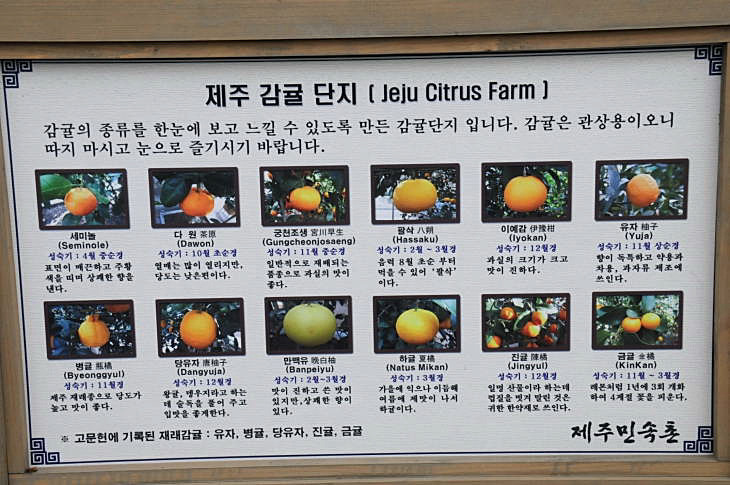 제주 감귤 단지 [ Jeju Citrus Farm ]
감귤의 종류를 한눈에 보고 느낄 수 있도록 만든 감귤단지 입니다. 감귤은 관상용이오니
따지 마시고 눈으로 즐기시기 바랍니다.
세미놀
(Seminole)
성숙기 : 4월 중순경
표면이 매끈하고 주황
색을 띠며 상쾌한 향을
낸다.
다 원 茶原
(Dawon)
성숙기 : 10월 초순경
열매는 많이 열리지만,
당도는 낮은편이다.
궁천조생 宮川早生
(Gungcheonjosaeng)
성숙기 : 11월 중순경
일반적으로 재배되는
품종으로 과실의 맛이
좋다.
팔삭 八朔
(Hassaku)
성숙기 : 2월 ~ 3월경
음력 8월 초순 부터
먹을 수 있어 '팔삭'
이다.
이예감 伊豫柑
(Iyokan)
성숙기 : 12월경
과실의 크기가 크고
맛이 진하다.
유자 柚子
(Yuja)
성숙기 : 11월 상순경
향이 독특하고 약용과
차용, 과자류 제조에
쓰인다.
병귤 瓶橘
(Byeonggyul)
성숙기 : 11월경
제주 재래종으로 당도가
높고 맛이 좋다.
당유자 唐柚子
(Dangyuja)
성숙기 : 12월경
왕귤, 댕우지라고 하는
데 술독을 풀어 주고
입맛을 좋게한다.
만백유 晩白柚
(Banpeiyu)
성숙기 : 2월~3월경
맛이 진하고 쓴 맛이
있지만, 상쾌한 향이
있다.
하귤 夏橘
(Natus Mikan)
성숙기 : 3월경
가을에 익으나 이듬해
여름에 제맛이 나서
하귤이다.
진귤 陳橘
(Jingyul)
성숙기 : 12월경
일명 산물이라 하는데
껍질을 벗겨 말린 것은
귀한 한약재로 쓰인다.
금귤 金橘
(KinKan)
성숙기 : 11월 ~ 3월경
레몬처럼 1년에 3회 개화
하여 4계절 꽃을 피운다.
※ 고문헌에 기록된 재래감귤 : 유자, 병귤, 당유자, 진귤, 금귤
제주민속촌